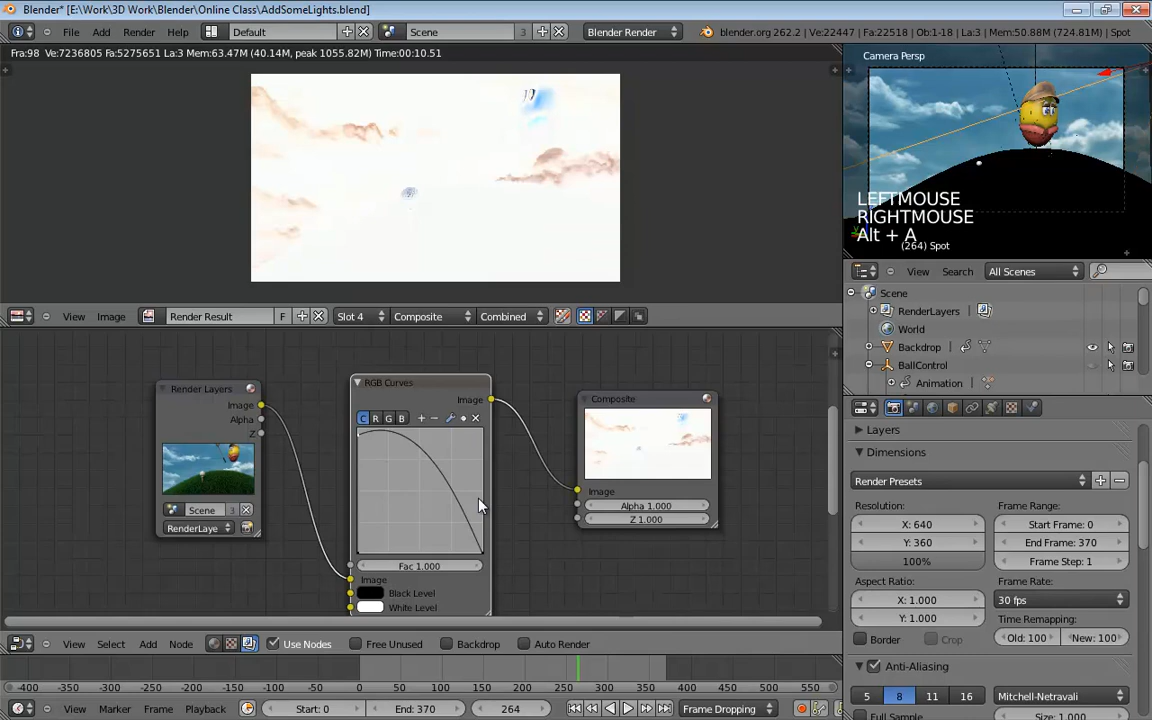 Blender* [E:\Work\3D Work\Blender\Online Class\AddSomeLights.blend]
File Add Render Help Default Scene 3 Blender Render blender.org 262.2 | Ve:22447 | Fa:22518 | Ob:1-18 | La:3 | Mem:50.88M (724.81M) | Spot
Fra:98 Ve:7236805 Fa:5275651 La:3 Mem:63.47M (40.14M, peak 1055.82M) Time:00:10.51
Camera Persp
LEFTMOUSE
RIGHTMOUSE
Alt + A
(264) Spot
View Search All Scenes
Scene
RenderLayers
World
Backdrop
BallControl
Animation
View Image Render Result F Slot 4 Composite Combined
Render Layers
Image
Alpha
Z
Scene 3
RenderLaye
RGB Curves
Image
C R G B
Fac 1.000
Image
Black Level
White Level
Composite
Image
Alpha 1.000
Z 1.000
Layers
Dimensions
Render Presets
Resolution: Frame Range:
X: 640 Start Frame: 0
Y: 360 End Frame: 370
100% Frame Step: 1
Aspect Ratio: Frame Rate:
X: 1.000 30 fps
Y: 1.000 Time Remapping:
Border Crop Old: 100 New: 100
Anti-Aliasing
5 8 11 16 Mitchell-Netravali
Full Sample Size: 1.000
View Select Add Node Use Nodes Free Unused Backdrop Auto Render
-400 -350 -300 -250 -200 -150 -100 -50 0 50 100 150 200 250 300 350 400 450 500 550
View Marker Frame Playback Start: 0 End: 370 264 Frame Dropping